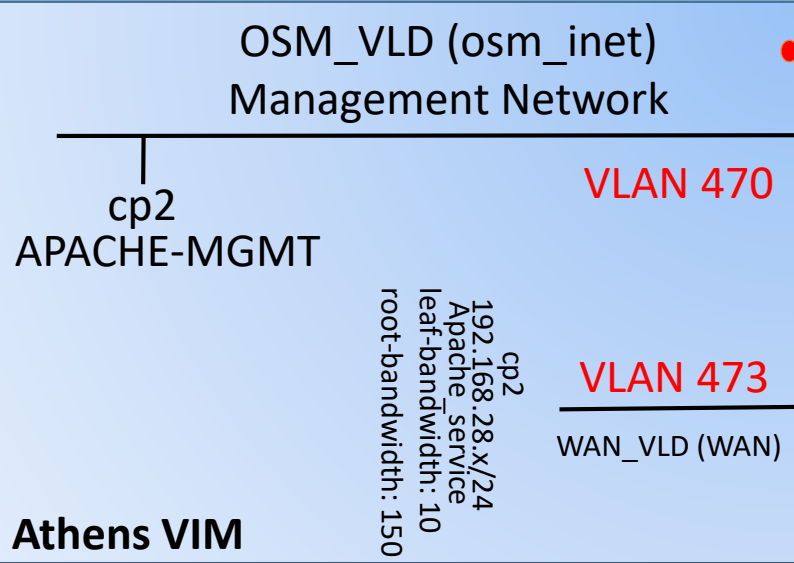 OSM_VLD (osm_inet)
Management Network
VLAN 470
cp2
APACHE-MGMT
cp2
192.168.28.x/24
Apache_service
leaf-bandwidth: 10
root-bandwidth: 150
VLAN 473
WAN_VLD (WAN)
Athens VIM